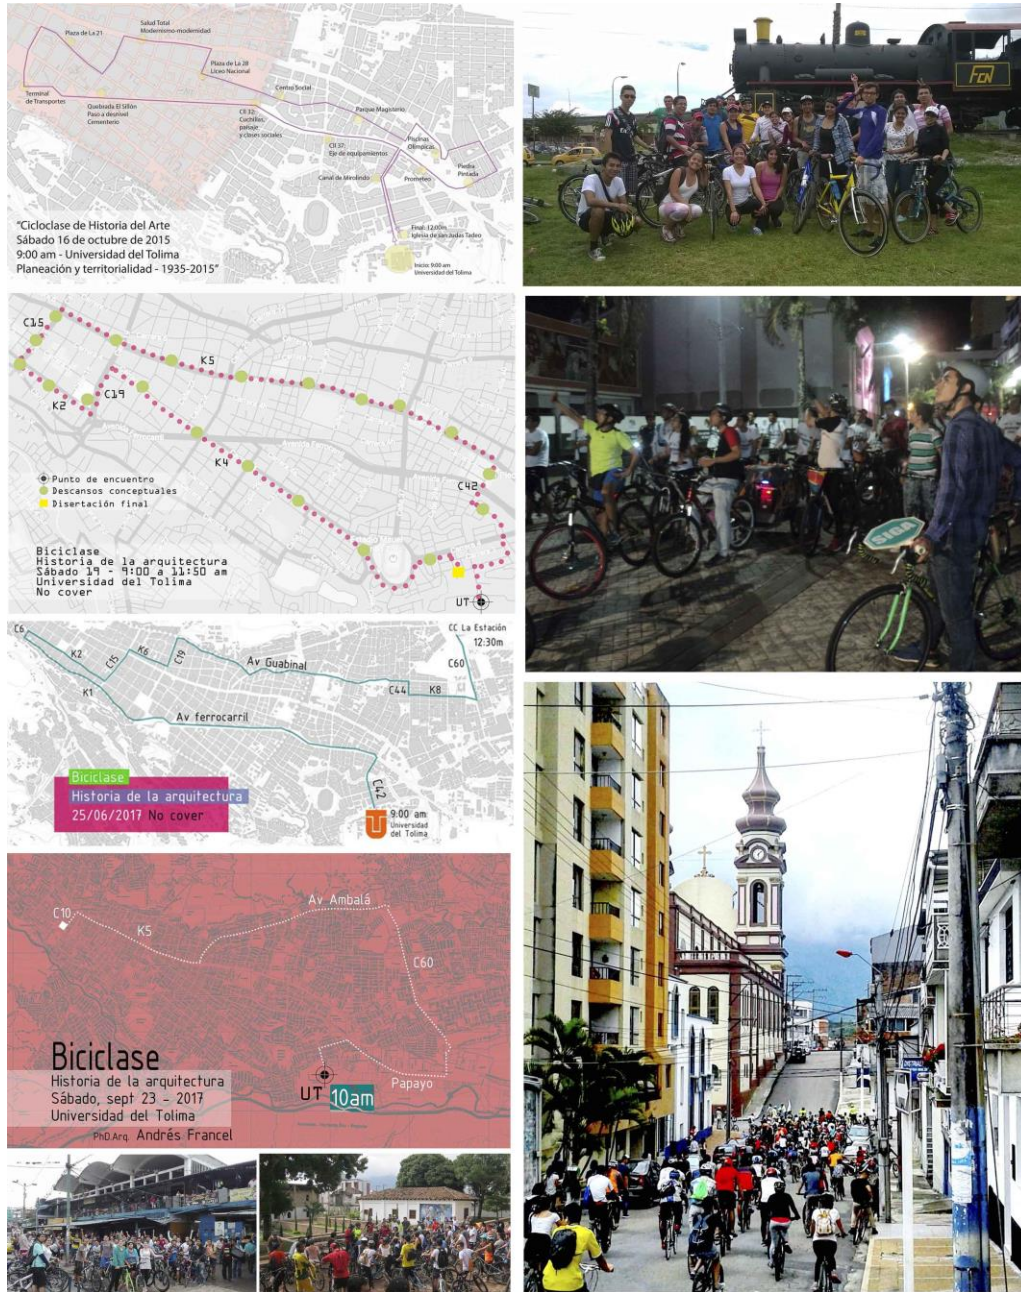 Plaza de La 21
Salud Total
Modernismo-modernidad
Plaza de La 28
Liceo Nacional
Centro Social
Parque Magisterio
Terminal
de Transportes
Quebrada El Sillón
Paso a desnivel
Cementerio
Cll 32:
Cuchillas,
paisaje
y clases sociales
Cll 37:
Eje de equipamientos
Piscinas
Olímpicas
Piedra
Pintada
Prometeo
Canal de Mirolindo
Final: 12:00m
Iglesia de san Judas Tadeo
Inicio: 9:00 am
Universidad del Tolima
"Cicloclase de Historia del Arte
Sábado 16 de octubre de 2015
9:00 am - Universidad del Tolima
Planeación y territorialidad - 1935-2015"
FCN
C15
K5
K2
C19
Avenida Ferrocarril
K4
C42
Punto de encuentro
Descansos conceptuales
Disertación final
Biciclase
Historia de la arquitectura
Sábado 19 - 9:00 a 11:50 am
Universidad del Tolima
No cover
UT
SIGA
C6
K2
C15
K6
C19
K1
Av Guabinal
CC La Estación
12:30m
C60
C44
K8
Av ferrocarril
C42
Biciclase
Historia de la arquitectura
25/06/2017 No cover
9:00 am
Universidad
del Tolima
C10
K5
Av Ambalá
C60
Papayo
UT
10am
Biciclase
Historia de la arquitectura
Sábado, sept 23 - 2017
Universidad del Tolima
PhD.Arq. Andrés Francel